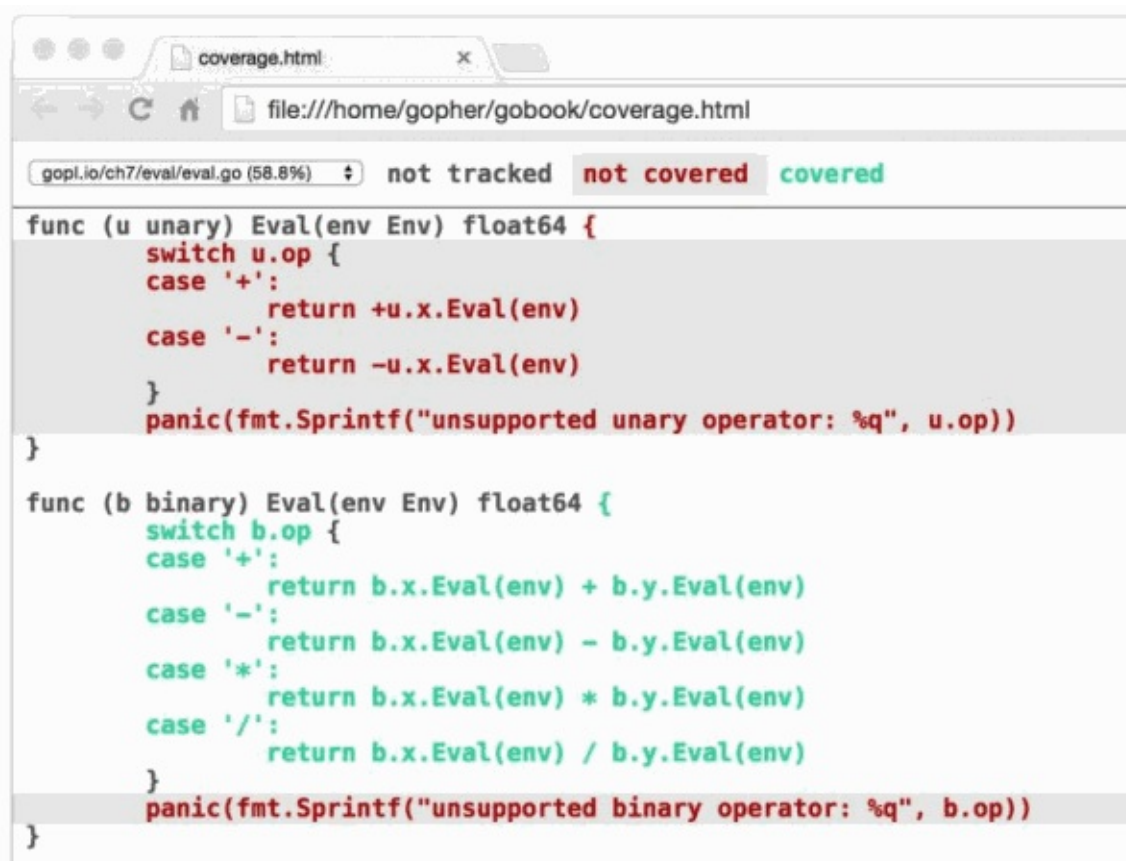 coverage.html
file:///home/gopher/gobook/coverage.html
gopl.io/ch7/eval/eval.go (58.8%) not tracked not covered covered
func (u unary) Eval(env Env) float64 {
        switch u.op {
        case '+':
                return +u.x.Eval(env)
        case '-':
                return -u.x.Eval(env)
        }
        panic(fmt.Sprintf("unsupported unary operator: %q", u.op))
}
func (b binary) Eval(env Env) float64 {
        switch b.op {
        case '+':
                return b.x.Eval(env) + b.y.Eval(env)
        case '-':
                return b.x.Eval(env) - b.y.Eval(env)
        case '*':
                return b.x.Eval(env) * b.y.Eval(env)
        case '/':
                return b.x.Eval(env) / b.y.Eval(env)
        }
        panic(fmt.Sprintf("unsupported binary operator: %q", b.op))
}